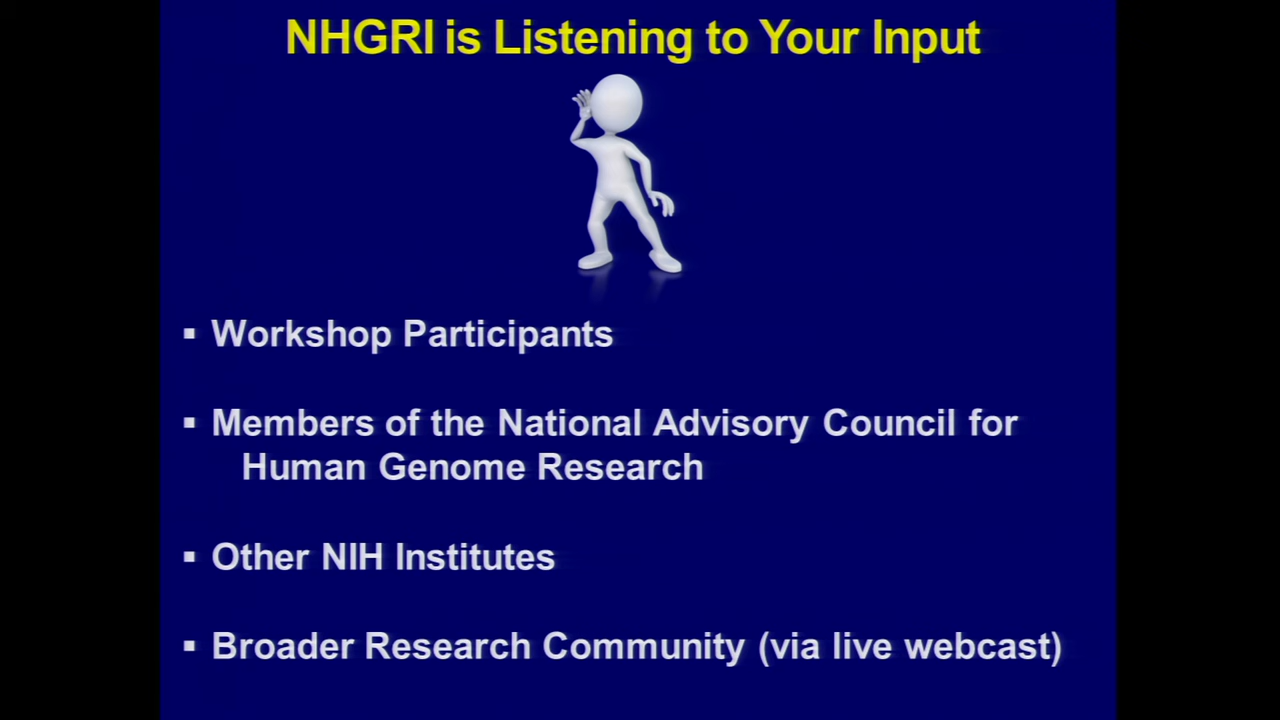 NHGRI is Listening to Your Input
▪ Workshop Participants
▪ Members of the National Advisory Council for
Human Genome Research
▪ Other NIH Institutes
▪ Broader Research Community (via live webcast)